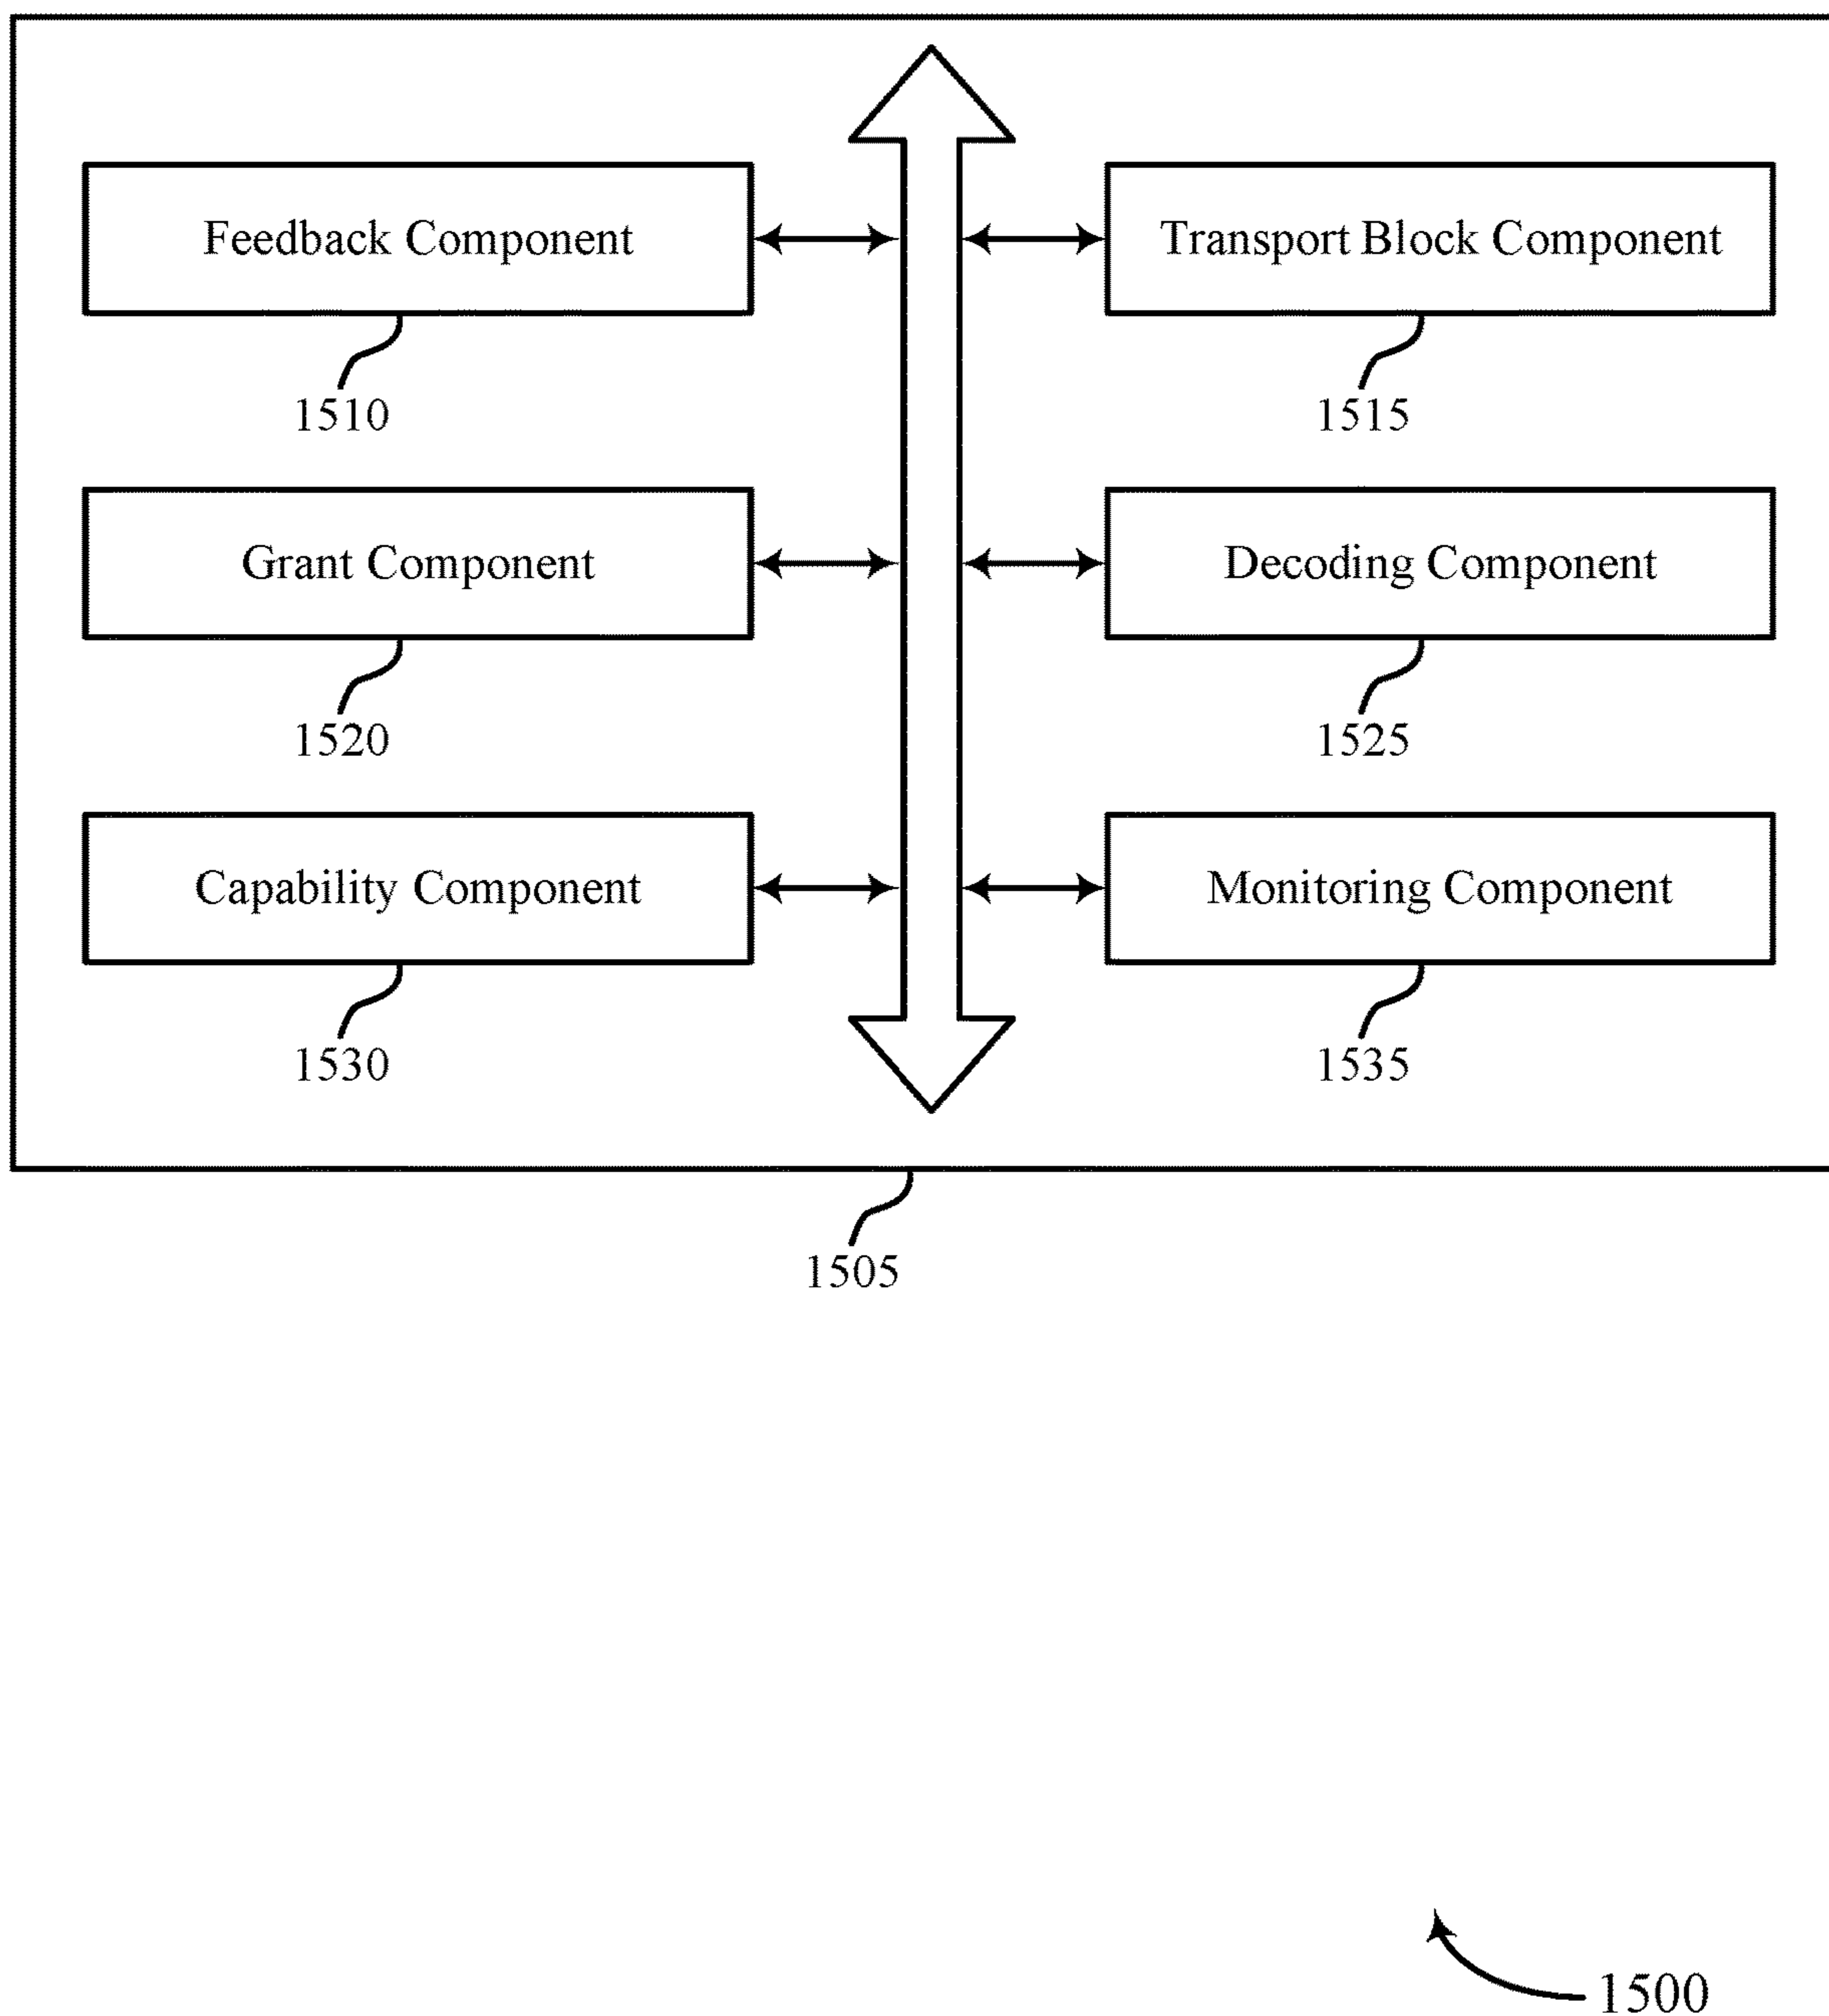 Feedback Component
Transport Block Component
1510
1515
Grant Component
Decoding Component
1520
1525
Capability Component
Monitoring Component
1530
1535
1505
1500